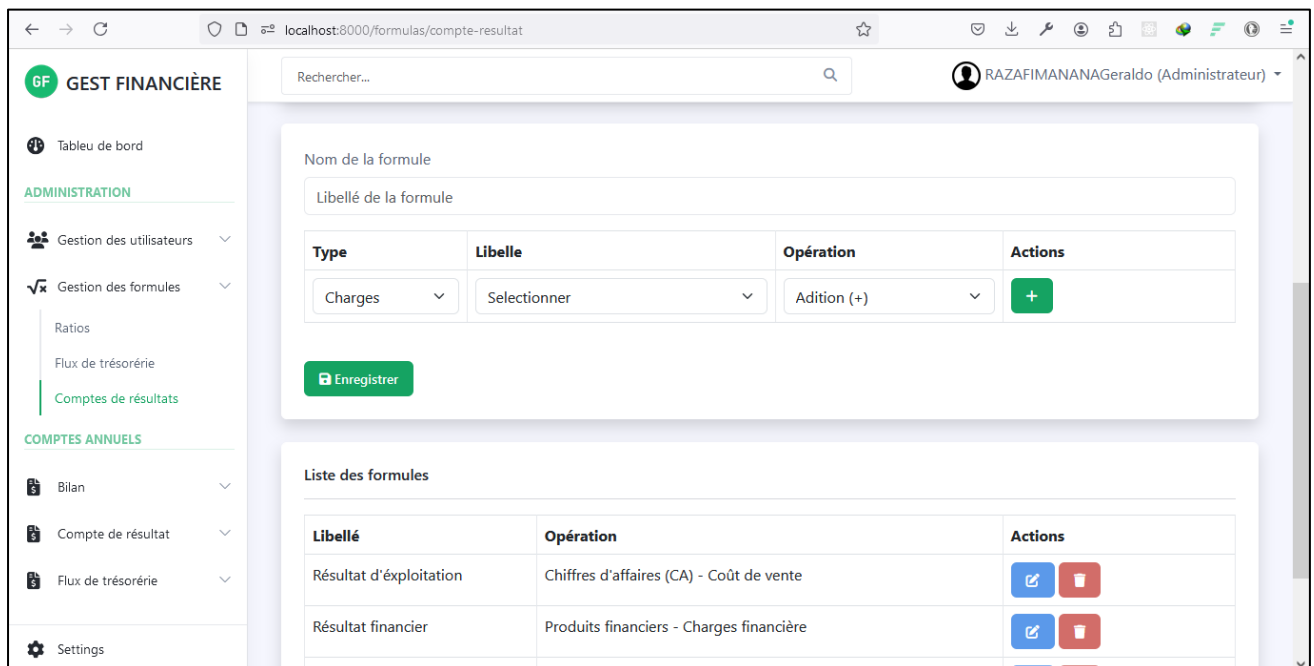 localhost:8000/formulas/compte-resultat
GF GEST FINANCIÈRE
Rechercher...
RAZAFIMANANAGeraldo (Administrateur)
Tableu de bord
ADMINISTRATION
Gestion des utilisateurs
Gestion des formules
Ratios
Flux de trésorérie
Comptes de résultats
COMPTES ANNUELS
Bilan
Compte de résultat
Flux de trésorérie
Settings
Nom de la formule
Libellé de la formule
Type Libelle Opération Actions
Charges Selectionner Adition (+) +
Enregistrer
Liste des formules
Libellé Opération Actions
Résultat d'éxploitation Chiffres d'affaires (CA) - Coût de vente
Résultat financier Produits financiers - Charges financière